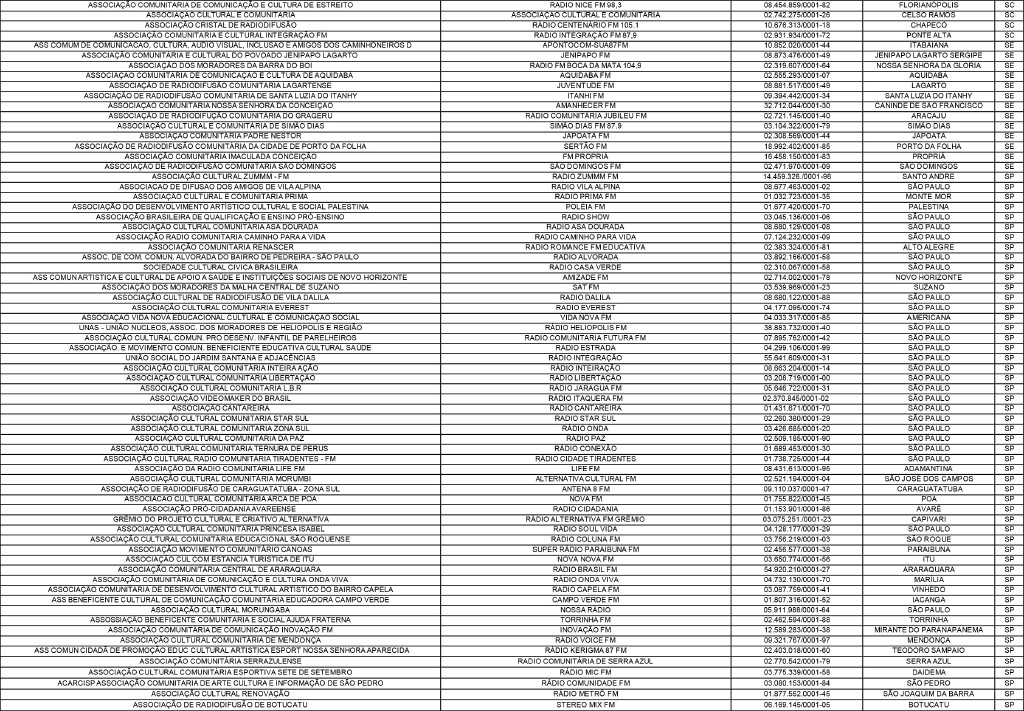 ASSOCIAÇÃO COMUNITARIA DE COMUNICAÇÃO E CULTURA DE ESTREITO RADIO NICE FM 98,3 08.454.859/0001-82 FLORIANÓPOLIS SC
ASSOCIAÇAO CULTURAL E COMUNITARIA ASSOCIAÇAO CULTURAL E COMUNITARIA 02.742.275/0001-26 CELSO RAMOS SC
ASSOCIAÇÃO CRISTAL DE RADIODIFUSÃO RADIO CENTENARIO FM 105.1 10.676.313/0001-18 CHAPECÓ SC
ASSOCIAÇÃO COMUNITARIA E CULTURAL INTEGRAÇÃO FM RADIO INTEGRAÇÃO FM 87,9 02.931.934/0001-72 PONTE ALTA SC
ASS COMUM DE COMUNICACAO, CULTURA, AUDIO VISUAL, INCLUSAO E AMIGOS DOS CAMINHONEIROS D APONTOCOM-SUA87FM 10.852.020/0001-44 ITABAIANA SE
ASSOCIAÇÃO COMUNITARIA E CULTURAL DO POVOADO JENIPAPO LAGARTO JENIPAPO FM 08.873.476/0001-49 JENIPAPO LAGARTO SERGIPE SE
ASSOCIAÇÃO DOS MORADORES DA BARRA DO BOI RADIO FM BOCA DA MATA 104,9 02.319.607/0001-64 NOSSA SENHORA DA GLORIA SE
ASSOCIAÇÃO COMUNITARIA DE COMUNICAÇAO E CULTURA DE AQUIDABA AQUIDABA FM 02.555.293/0001-07 AQUIDABA SE
ASSOCIAÇÃO DE RADIODIFUSAO COMUNITARIA LAGARTENSE JUVENTUDE FM 08.881.517/0001-49 LAGARTO SE
ASSOCIAÇÃO DE RADIODIFUSÃO COMUNITARIA DE SANTA LUZIA DO ITANHY ITANHI FM 09.394.442/0001-34 SANTA LUZIA DO ITANHY SE
ASSOCIAÇÃO COMUNITARIA NOSSA SENHORA DA CONCEIÇÃO AMANHECER FM 32.712.044/0001-30 CANINDE DE SAO FRANCISCO SE
ASSOCIAÇÃO DE RADIODIFUÇÃO COMUNITARIA DO GRAGERU RADIO COMUNITARIA JUBILEU FM 02.721.145/0001-40 ARACAJU SE
ASSOCIAÇÃO CULTURAL E COMUNITARIA DE SIMÃO DIAS SIMÃO DIAS FM 87.9 03.104.322/0001-79 SIMÃO DIAS SE
ASSOCIAÇÃO COMUNITARIA PADRE NESTOR JAPOATA FM 02.308.569/0001-44 JAPOATA SE
ASSOCIAÇÃO DE RADIODIFUSÃO COMUNITARIA DA CIDADE DE PORTO DA FOLHA SERTÃO FM 18.992.402/0001-85 PORTO DA FOLHA SE
ASSOCIAÇÃO COMUNITARIA IMACULADA CONCEIÇÃO FM PROPRIA 16.458.150/0001-83 PROPRIA SE
ASSOCIAÇÃO DE RADIODIFUSÃO COMUNITARIA SÃO DOMINGOS SÃO DOMINGOS FM 02.471.970/0001-09 SÃO DOMINGOS SE
ASSOCIAÇÃO CULTURAL ZUMMM - FM RADIO ZUMMM FM 14.459.326./0001-96 SANTO ANDRE SP
ASSOCIACAO DE DIFUSAO DOS AMIGOS DE VILA ALPINA RADIO VILA ALPINA 08.677.463/0001-02 SÃO PAULO SP
ASSOCIAÇÃO CULTURAL E COMUNITARIA PRIMA RADIO PRIMA FM 01.032.723/0001-35 MONTE MOR SP
ASSOCIAÇÃO DO DESENVOLVIMENTO ARTÍSTICO CULTURAL E SOCIAL PALESTINA POLEIA FM 01.677.420/0001-70 PALESTINA SP
ASSOCIAÇÃO BRASILEIRA DE QUALIFICAÇÃO E ENSINO PRÓ-ENSINO RADIO SHOW 03.045.136/0001-06 SÃO PAULO SP
ASSOCIAÇÃO CULTURAL COMUNITARIA ASA DOURADA RADIO ASA DOURADA 08.680.129/0001-08 SÃO PAULO SP
ASSOCIAÇÃO RADIO COMUNITARIA CAMINHO PARA A VIDA RADIO CAMINHO PARA VIDA 07.124.232/0001-09 SÃO PAULO SP
ASSOCIAÇÃO COMUNITARIA RENASCER RADIO ROMANCE FM EDUCATIVA 02.383.324/0001-81 ALTO ALEGRE SP
ASSOC. DE COM. COMUN. ALVORADA DO BAIRRO DE PEDREIRA - SÃO PAULO RADIO ALVORADA 03.892.166/0001-58 SÃO PAULO SP
SOCIEDADE CULTURAL CIVICA BRASILEIRA RADIO CASA VERDE 02.310.067/0001-58 SÃO PAULO SP
ASS COMUN ARTISTICA E CULTURAL DE APOIO A SAÚDE E INSTITUIÇÕES SOCIAIS DE NOVO HORIZONTE AMIZADE FM 02.714.002/0001-78 NOVO HORIZONTE SP
ASSOCIAÇAO DOS MORADORES DA MALHA CENTRAL DE SUZANO SAT FM 03.539.969/0001-23 SUZANO SP
ASSOCIAÇÃO CULTURAL DE RADIODIFUSÃO DE VILA DALILA RADIO DALILA 08.680.122/0001-88 SÃO PAULO SP
ASSOCIAÇÃO CULTURAL COMUNITARIA EVEREST RADIO EVEREST 04.177.095/0001-74 SÃO PAULO SP
ASSOCIAÇAO VIDA NOVA EDUCACIONAL CULTURAL E COMUNICAÇAO SOCIAL VIDA NOVA FM 04.033.317/0001-85 AMERICANA SP
UNAS - UNIÃO NUCLEOS, ASSOC. DOS MORADORES DE HELIOPOLIS E REGIÃO RÁDIO HELIOPOLIS FM 38.883.732/0001-40 SÃO PAULO SP
ASSOCIAÇÃO CULTURAL COMUN. PRO DESENV. INFANTIL DE PARELHEIROS RADIO COMUNITARIA FUTURA FM 07.895.762/0001-42 SÃO PAULO SP
ASSOCIAÇÃO. E MOVIMENTO COMUN. BENEFICIENTE EDUCATIVA CULTURAL SAÚDE RADIO ESTRADA 04.299.106/0001-99 SÃO PAULO SP
UNIÃO SOCIAL DO JARDIM SANTANA E ADJACÊNCIAS RADIO INTEGRAÇÃO 55.641.609/0001-31 SÃO PAULO SP
ASSOCIAÇÃO CULTURAL COMUNITARIA INTEIRA AÇÃO RADIO INTEIRAÇÃO 08.663.204/0001-14 SÃO PAULO SP
ASSOCIAÇÃO CULTURAL COMUNITARIA LIBERTAÇÃO RADIO LIBERTAÇÃO FM 03.208.719/0001-00 SÃO PAULO SP
ASSOCIAÇÃO CULTURAL COMUNITARIA L.B.R RADIO JARAGUA FM 05.646.722/0001-31 SÃO PAULO SP
ASSOCIAÇÃO VIDEOMAKER DO BRASIL RADIO ITAQUERA FM 02.370.845/0001-02 SÃO PAULO SP
ASSOCIAÇÃO CANTAREIRA RADIO CANTAREIRA 01.431.671/0001-70 SÃO PAULO SP
ASSOCIAÇÃO CULTURAL COMUNITARIA STAR SUL RADIO STAR SUL 02.260.380/0001-29 SÃO PAULO SP
ASSOCIAÇÃO CULTURAL COMUNITARIA ZONA SUL RADIO ONDA 03.426.685/0001-20 SÃO PAULO SP
ASSOCIAÇÃO CULTURAL COMUNITARIA DA PAZ RADIO PAZ 02.509.185/0001-90 SÃO PAULO SP
ASSOCIAÇÃO CULTURAL COMUNITARIA TERNURA DE PERUS RADIO CONEXÃO 01.689.453/0001-30 SÃO PAULO SP
ASSOCIAÇÃO CULTURAL RADIO COMUNITARIA TIRADENTES - FM RADIO CIDADE TIRADENTES 01.738.725/0001-44 SÃO PAULO SP
ASSOCIAÇÃO DA RADIO COMUNITARIA LIFE FM LIFE FM 08.431.613/0001-95 ADAMANTINA SP
ASSOCIAÇÃO CULTURAL COMUNITARIA MORUMBI ALTERNATIVA CULTURAL FM 02.521.194/0001-04 SÃO JOSE DOS CAMPOS SP
ASSOCIAÇÃO DE RADIODIFUSÃO DE CARAGUATATUBA - ZONA SUL ANTENA 8 FM 09.110.037/0001-47 CARAGUATATUBA SP
ASSOCIACAO CULTURAL COMUNITARIA ARCA DE POA NOVA FM 01.755.822/0001-45 POA SP
ASSOCIAÇÃO PRÓ-CIDADANIA AVAREENSE RADIO CIDADANIA 01.153.901/0001-86 AVARÉ SP
GRÊMIO DO PROJETO CULTURAL E CRIATIVO ALTERNATIVA RÁDIO ALTERNATIVA FM GRÊMIO 03.075.251./0001-23 CAPIVARI SP
ASSOCIAÇÃO CULTURAL COMUNITARIA PRINCESA ISABEL RADIO SOUL VIDA 04.128.177/0001-29 SÃO PAULO SP
ASSOCIAÇÃO CULTURAL COMUNITÁRIA EDUCACIONAL SÃO ROQUENSE RÁDIO COLUNA FM 03.756.219/0001-03 SÃO ROQUE SP
ASSOCIAÇÃO MOVIMENTO COMUNITÁRIO CANOAS SUPER RÁDIO PARAIBUNA FM 02.456.577/0001-38 PARAIBUNA SP
ASSOCIAÇAO CUL COM ESTANCIA TURISTICA DE ITU NOVA NOVA FM 03.650.774/0001-56 ITU SP
ASSOCIAÇÃO COMUNITÁRIA CENTRAL DE ARARAQUARA RÁDIO BRASIL FM 54.920.210/0001-27 ARARAQUARA SP
ASSOCIAÇÃO COMUNITÁRIA DE COMUNICAÇÃO E CULTURA ONDA VIVA RÁDIO ONDA VIVA 04.732.130/0001-70 MARÍLIA SP
ASSOCIAÇÃO COMUNITARIA DE DESENVOLVIMENTO CULTURAL ARTISTICO DO BAIRRO CAPELA RADIO CAPELA FM 03.087.759/0001-41 VINHEDO SP
ASS BENEFICENTE CULTURAL DE COMUNICAÇÃO COMUNITÁRIA EDUCADORA CAMPO VERDE CAMPO VERDE FM 01.807.316/0001-52 IACANGA SP
ASSOCIAÇÃO CULTURAL MORUNGABA NOSSA RÁDIO 05.911.988/0001-64 SÃO PAULO SP
ASSOSSIAÇÃO BENEFICENTE COMUNITARIA E SOCIAL AJUDA FRATERNA TORRINHA FM 02.462.594/0001-88 TORRINHA SP
ASSOCIAÇÃO COMUNITÁRIA DE COMUNICAÇÃO INOVAÇÃO FM INOVAÇÃO FM 12.589.283/0001-38 MIRANTE DO PARANAPANEMA SP
ASSOCIAÇÃO CULTURAL COMUNITARIA DE MENDONÇA RADIO VOICE FM 09.321.767/0001-97 MENDONÇA SP
ASS COMUN CIDADÃ DE PROMOÇÃO EDUC CULTURAL ARTISTICA ESPORT NOSSA SENHORA APARECIDA RADIO KERIGMA 87 FM 02.403.018/0001-60 TEODORO SAMPAIO SP
ASSOCIAÇÃO COMUNITÁRIA SERRAZULENSE RADIO COMUNITÁRIA DE SERRA AZUL 02.770.542/0001-79 SERRA AZUL SP
ASSOCIAÇÃO CULTURAL COMUNITÁRIA ESPORTIVA SETE DE SETEMBRO RÁDIO MIC FM 03.775.339/0001-58 DAIDEMA SP
ACARCISP ASSOCIAÇÃO COMUNITARIA DE ARTE CULTURA E INFORMAÇÃO DE SÃO PEDRO RÁDIO COMUNIDADE FM 03.080.153/0001-84 SÃO PEDRO SP
ASSOCIAÇÃO CULTURAL RENOVAÇÃO RÁDIO METRÔ FM 01.877.552.0001-45 SÃO JOAQUIM DA BARRA SP
ASSOCIAÇÃO DE RADIODIFUSÃO DE BOTUCATU STEREO MIX FM 06.169.145/0001-05 BOTUCATU SP